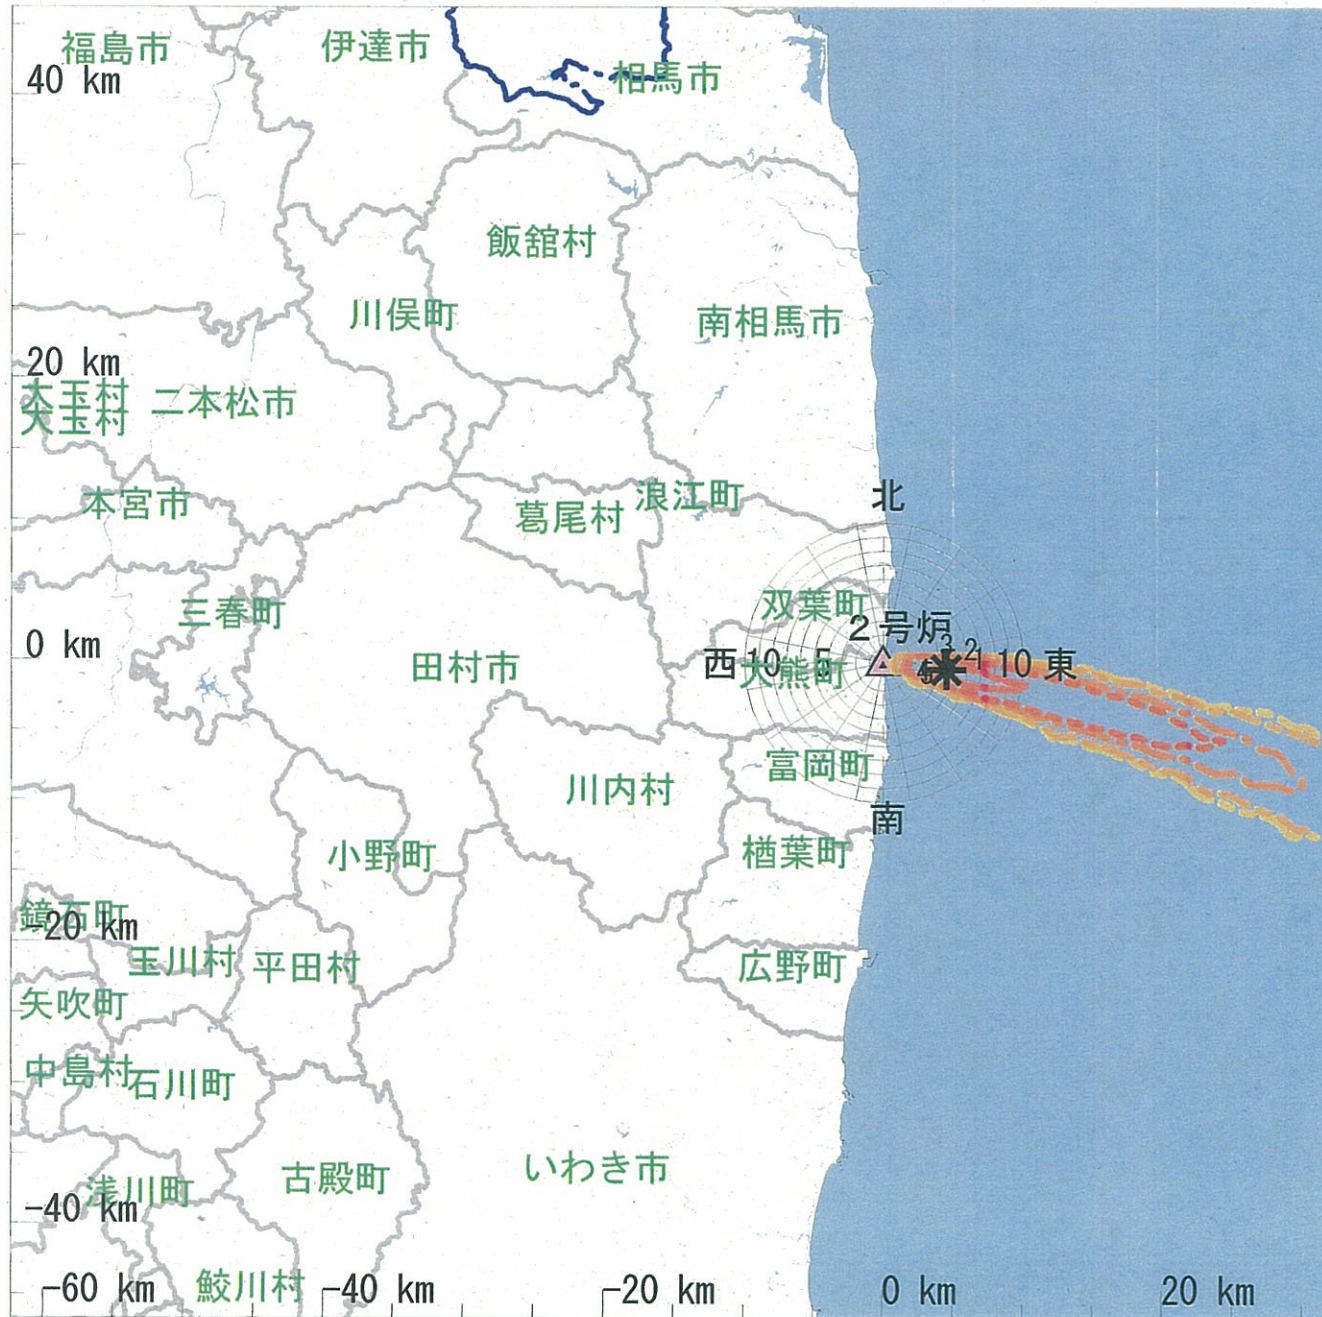 福島市
伊達市
相馬市
40 km
飯舘村
川俣町
南相馬市
20 km
大玉村
大玉村
二本松市
本宮市
葛尾村
浪江町
北
三春町
双葉町
2号炉
0 km
田村市
西 10 5
大熊町
3 2 1
10 東
川内村
富岡町
南
小野町
楢葉町
鏡石町
-20 km
玉川村
平田村
広野町
矢吹町
中島村
石川町
いわき市
古殿町
浅川町
-40 km
鮫川村
-60 km
-40 km
-20 km
0 km
20 km